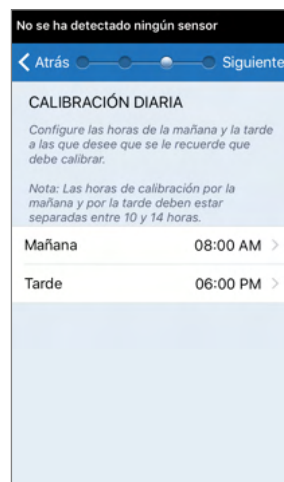 No se ha detectado ningún sensor
Atrás Siguiente
CALIBRACIÓN DIARIA
Configure las horas de la mañana y la tarde
a las que desee que se le recuerde que
debe calibrar.
Nota: Las horas de calibración por la
mañana y por la tarde deben estar
separadas entre 10 y 14 horas.
Mañana 08:00 AM
Tarde 06:00 PM